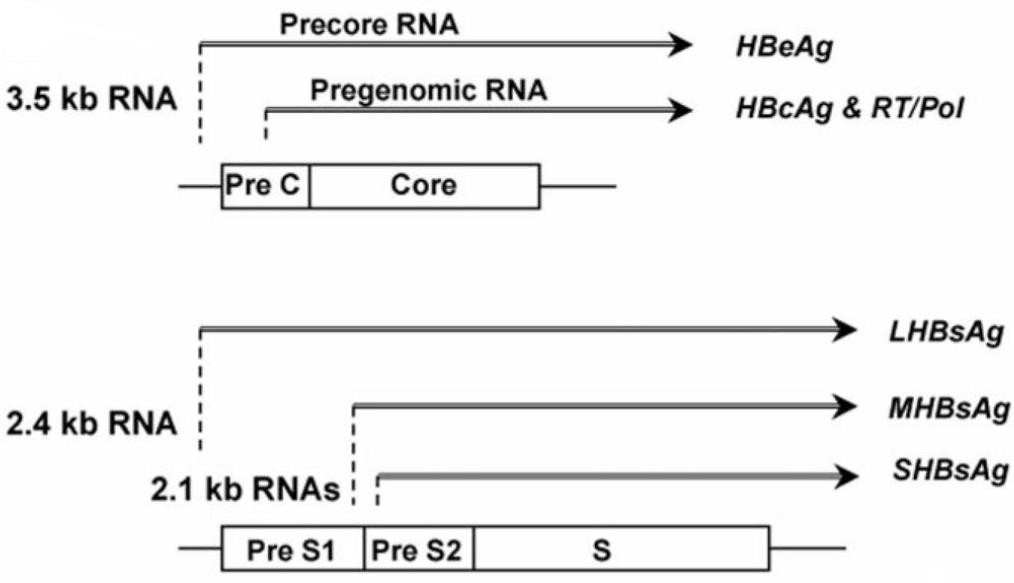 Precore RNA
HBeAg
3.5 kb RNA
Pregenomic RNA
HBcAg & RT/Pol
Pre C
Core
LHBsAg
2.4 kb RNA
MHBsAg
2.1 kb RNAs
SHBsAg
Pre S1
Pre S2
S